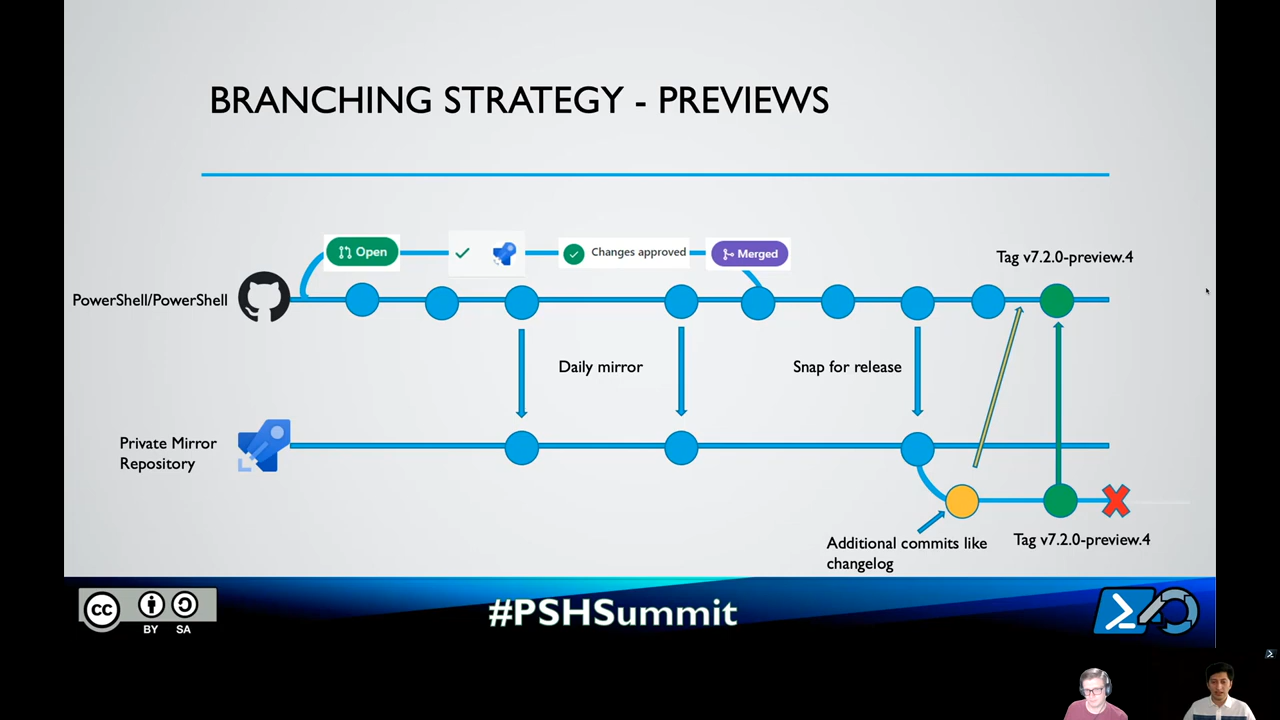 BRANCHING STRATEGY - PREVIEWS
Open
Changes approved
Merged
Tag v7.2.0-preview.4
PowerShell/PowerShell
Daily mirror
Snap for release
Private Mirror
Repository
Additional commits like
changelog
Tag v7.2.0-preview.4
cc
BY SA
#PSHSummit